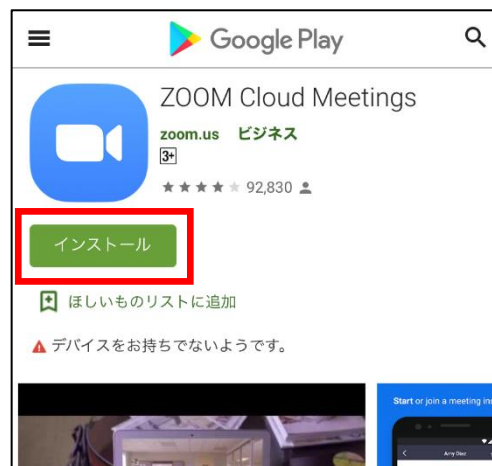 Google Play
ZOOM Cloud Meetings
zoom.us ビジネス
3+
92,830
インストール
ほしいものリストに追加
デバイスをお持ちでないようです。
Start or join a meeting
Amy Diaz